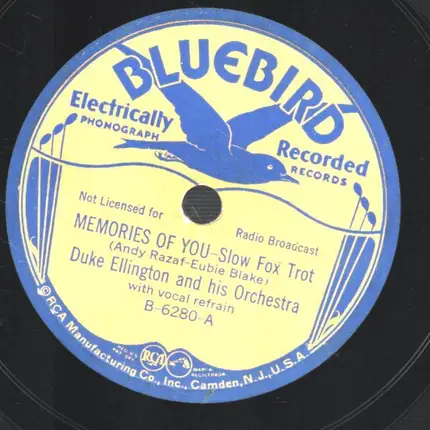 BLUEBIRD
Electrically Recorded
PHONOGRAPH RECORDS
Not Licensed for Radio Broadcast
MEMORIES OF YOU-Slow Fox Trot
(Andy Razaf-Eubie Blake)
Duke Ellington and his Orchestra
with vocal refrain
B-6280-A
RCA
©RCA Manufacturing Co., Inc., Camden, N.J., U.S.A.